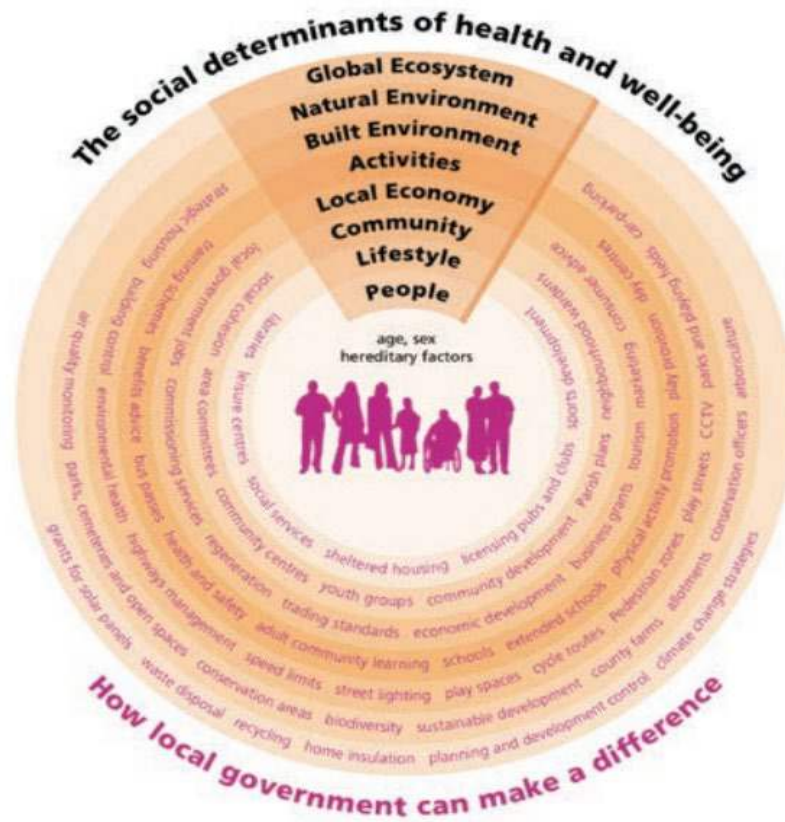 The social determinants of health and well-being
Global Ecosystem
Natural Environment
Built Environment
Activities
Local Economy
Community
Lifestyle
People
age, sex
hereditary factors
libraries leisure centres social services sheltered housing licensing pubs and clubs sports development
social cohesion area committees community centres youth groups community development Parish plans neighbourhood wardens
local government jobs commissioning services regeneration trading standards economic development business grants tourism marketing consumer advice
training schemes benefits advice bus passes health and safety adult community learning schools extended schools physical activity promotion play provision day centres
strategic housing building control environmental health highways management speed limits street lighting play spaces cycle routes Pedestrian zones play streets CCTV parks and playing fields car-parking
air quality monitoring parks, cemeteries and open spaces conservation areas biodiversity sustainable development county farms allotments conservation officers arboriculture
grants for solar panels waste disposal recycling home insulation planning and development control climate change strategies
How local government can make a difference